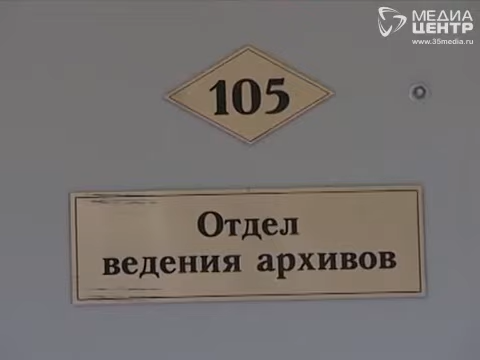 МЕДИА
ЦЕНТР
www.35media.ru
105
Отдел
ведения архивов